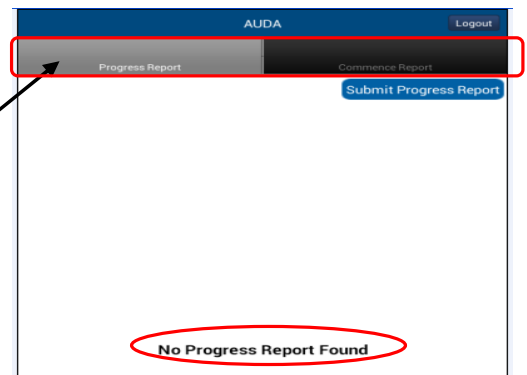 AUDA
Logout
Progress Report
Commence Report
Submit Progress Report
No Progress Report Found